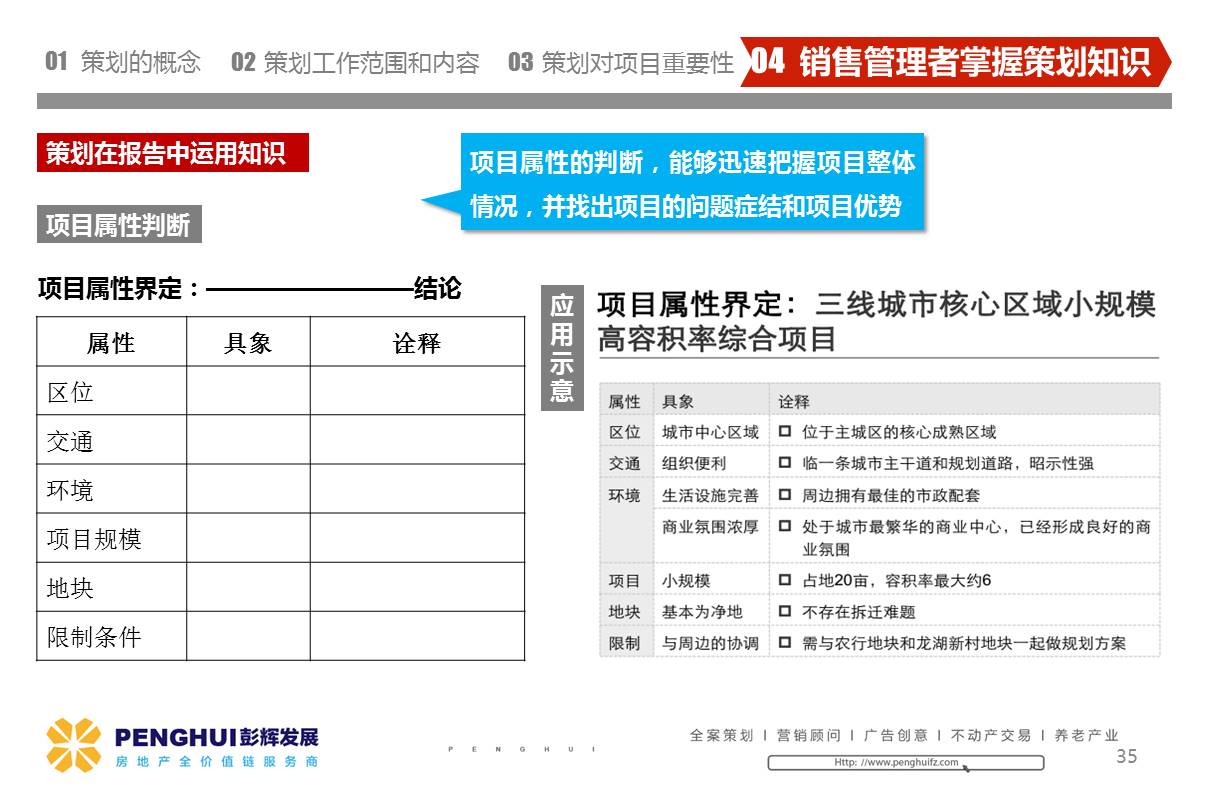 01 策划的概念 02 策划工作范围和内容 03 策划对项目重要性 04 销售管理者掌握策划知识
策划在报告中运用知识
项目属性的判断，能够迅速把握项目整体
情况，并找出项目的问题症结和项目优势
项目属性判断
项目属性界定：————————结论
属性 具象 诠释
区位
交通
环境
项目规模
地块
限制条件
应用示意
项目属性界定：三线城市核心区域小规模
高容积率综合项目
属性 具象 诠释
区位 城市中心区域 位于主城区的核心成熟区域
交通 组织便利 临一条城市主干道和规划道路，昭示性强
环境 生活设施完善 周边拥有最佳的市政配套
商业氛围浓厚 处于城市最繁华的商业中心，已经形成良好的商
业氛围
项目 小规模 占地20亩，容积率最大约6
地块 基本为净地 不存在拆迁难题
限制 与周边的协调 需与农行地块和龙湖新村地块一起做规划方案
PENGHUI彭辉发展
房地产全价值链服务商
PENGHUI
全案策划 I 营销顾问 I 广告创意 I 不动产交易 I 养老产业
Http: //www.penghuifz.com
35